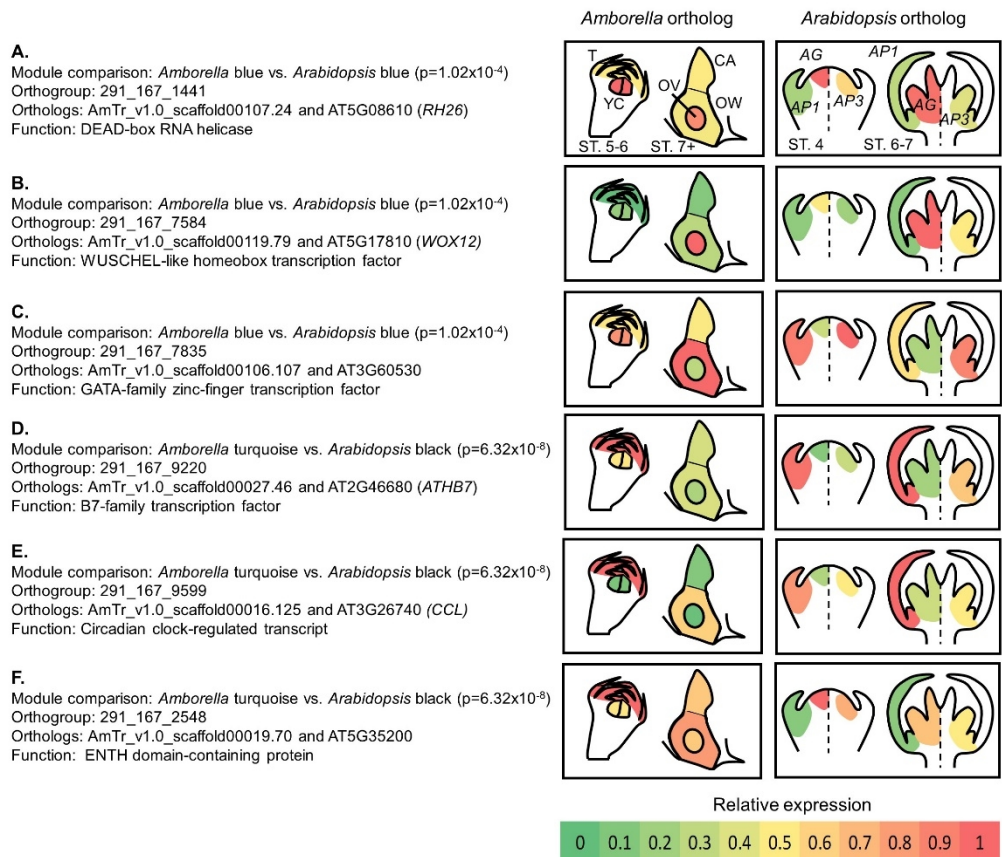 Amborella ortholog
Arabidopsis ortholog
A.
Module comparison: Amborella blue vs. Arabidopsis blue (p=1.02x10⁻⁴)
Orthogroup: 291_167_1441
Orthologs: AmTr_v1.0_scaffold00107.24 and AT5G08610 (RH26)
Function: DEAD-box RNA helicase
T
YC
CA
OV
OW
ST. 5-6
ST. 7+
AG
AP1
AP3
ST. 4
AP1
AG
AP3
ST. 6-7
B.
Module comparison: Amborella blue vs. Arabidopsis blue (p=1.02x10⁻⁴)
Orthogroup: 291_167_7584
Orthologs: AmTr_v1.0_scaffold00119.79 and AT5G17810 (WOX12)
Function: WUSCHEL-like homeobox transcription factor
C.
Module comparison: Amborella blue vs. Arabidopsis blue (p=1.02x10⁻⁴)
Orthogroup: 291_167_7835
Orthologs: AmTr_v1.0_scaffold00106.107 and AT3G60530
Function: GATA-family zinc-finger transcription factor
D.
Module comparison: Amborella turquoise vs. Arabidopsis black (p=6.32x10⁻⁸)
Orthogroup: 291_167_9220
Orthologs: AmTr_v1.0_scaffold00027.46 and AT2G46680 (ATHB7)
Function: B7-family transcription factor
E.
Module comparison: Amborella turquoise vs. Arabidopsis black (p=6.32x10⁻⁸)
Orthogroup: 291_167_9599
Orthologs: AmTr_v1.0_scaffold00016.125 and AT3G26740 (CCL)
Function: Circadian clock-regulated transcript
F.
Module comparison: Amborella turquoise vs. Arabidopsis black (p=6.32x10⁻⁸)
Orthogroup: 291_167_2548
Orthologs: AmTr_v1.0_scaffold00019.70 and AT5G35200
Function: ENTH domain-containing protein
Relative expression
0 0.1 0.2 0.3 0.4 0.5 0.6 0.7 0.8 0.9 1